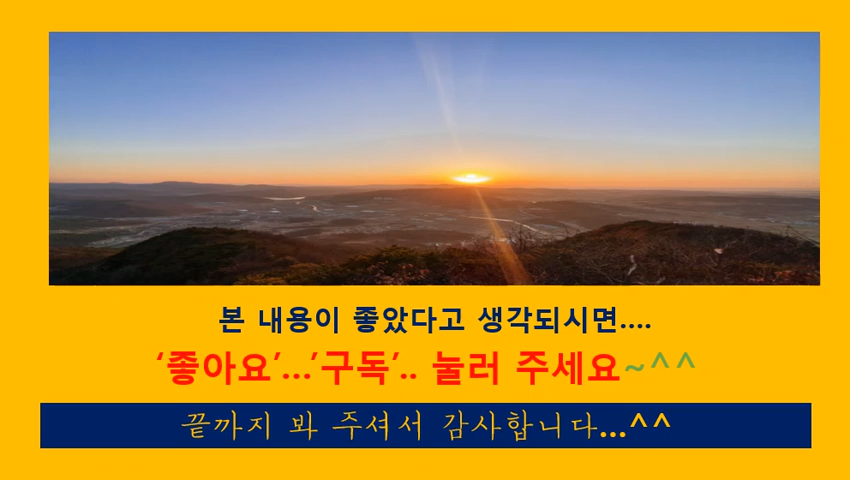 본 내용이 좋았다고 생각되시면....
‘좋아요’...’구독’.. 눌러 주세요~^^
끝까지 봐 주셔서 감사합니다...^^